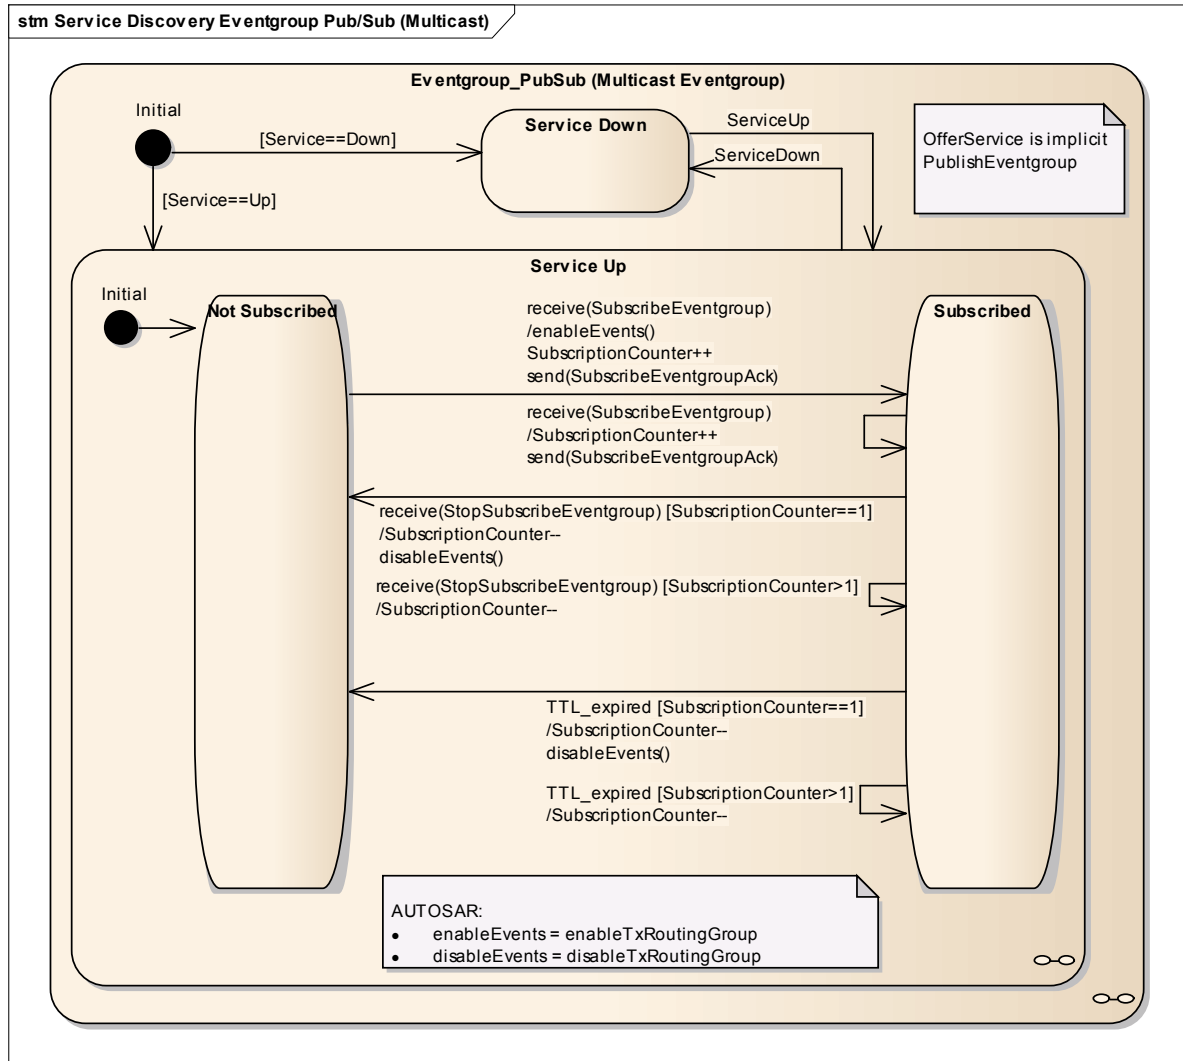 stm Service Discovery Eventgroup Pub/Sub (Multicast)
Eventgroup_PubSub (Multicast Eventgroup)
Initial
[Service==Down]
Service Down
ServiceUp
ServiceDown
OfferService is implicit
PublishEventgroup
[Service==Up]
Service Up
Initial
Not Subscribed
receive(SubscribeEventgroup)
/enableEvents()
SubscriptionCounter++
send(SubscribeEventgroupAck)
Subscribed
receive(SubscribeEventgroup)
/SubscriptionCounter++
send(SubscribeEventgroupAck)
receive(StopSubscribeEventgroup) [SubscriptionCounter==1]
/SubscriptionCounter--
disableEvents()
receive(StopSubscribeEventgroup) [SubscriptionCounter>1]
/SubscriptionCounter--
TTL_expired [SubscriptionCounter==1]
/SubscriptionCounter--
disableEvents()
TTL_expired [SubscriptionCounter>1]
/SubscriptionCounter--
AUTOSAR:
• enableEvents = enableTxRoutingGroup
• disableEvents = disableTxRoutingGroup